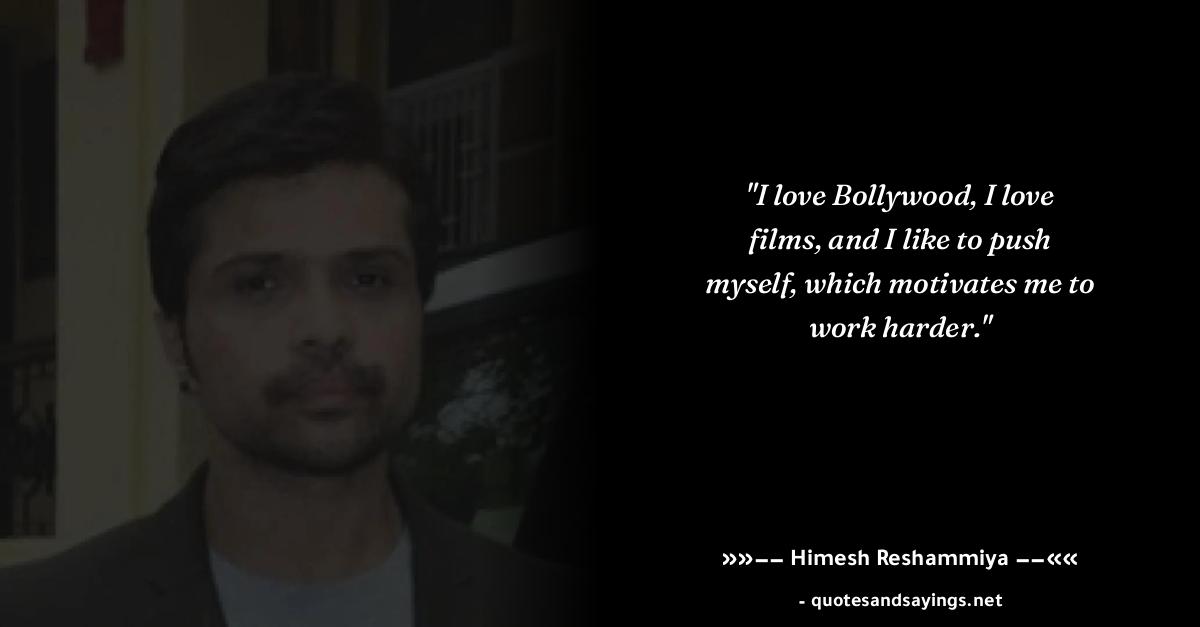 "I love Bollywood, I love
films, and I like to push
myself, which motivates me to
work harder."
»»–– Himesh Reshammiya ––««
- quotesandsayings.net